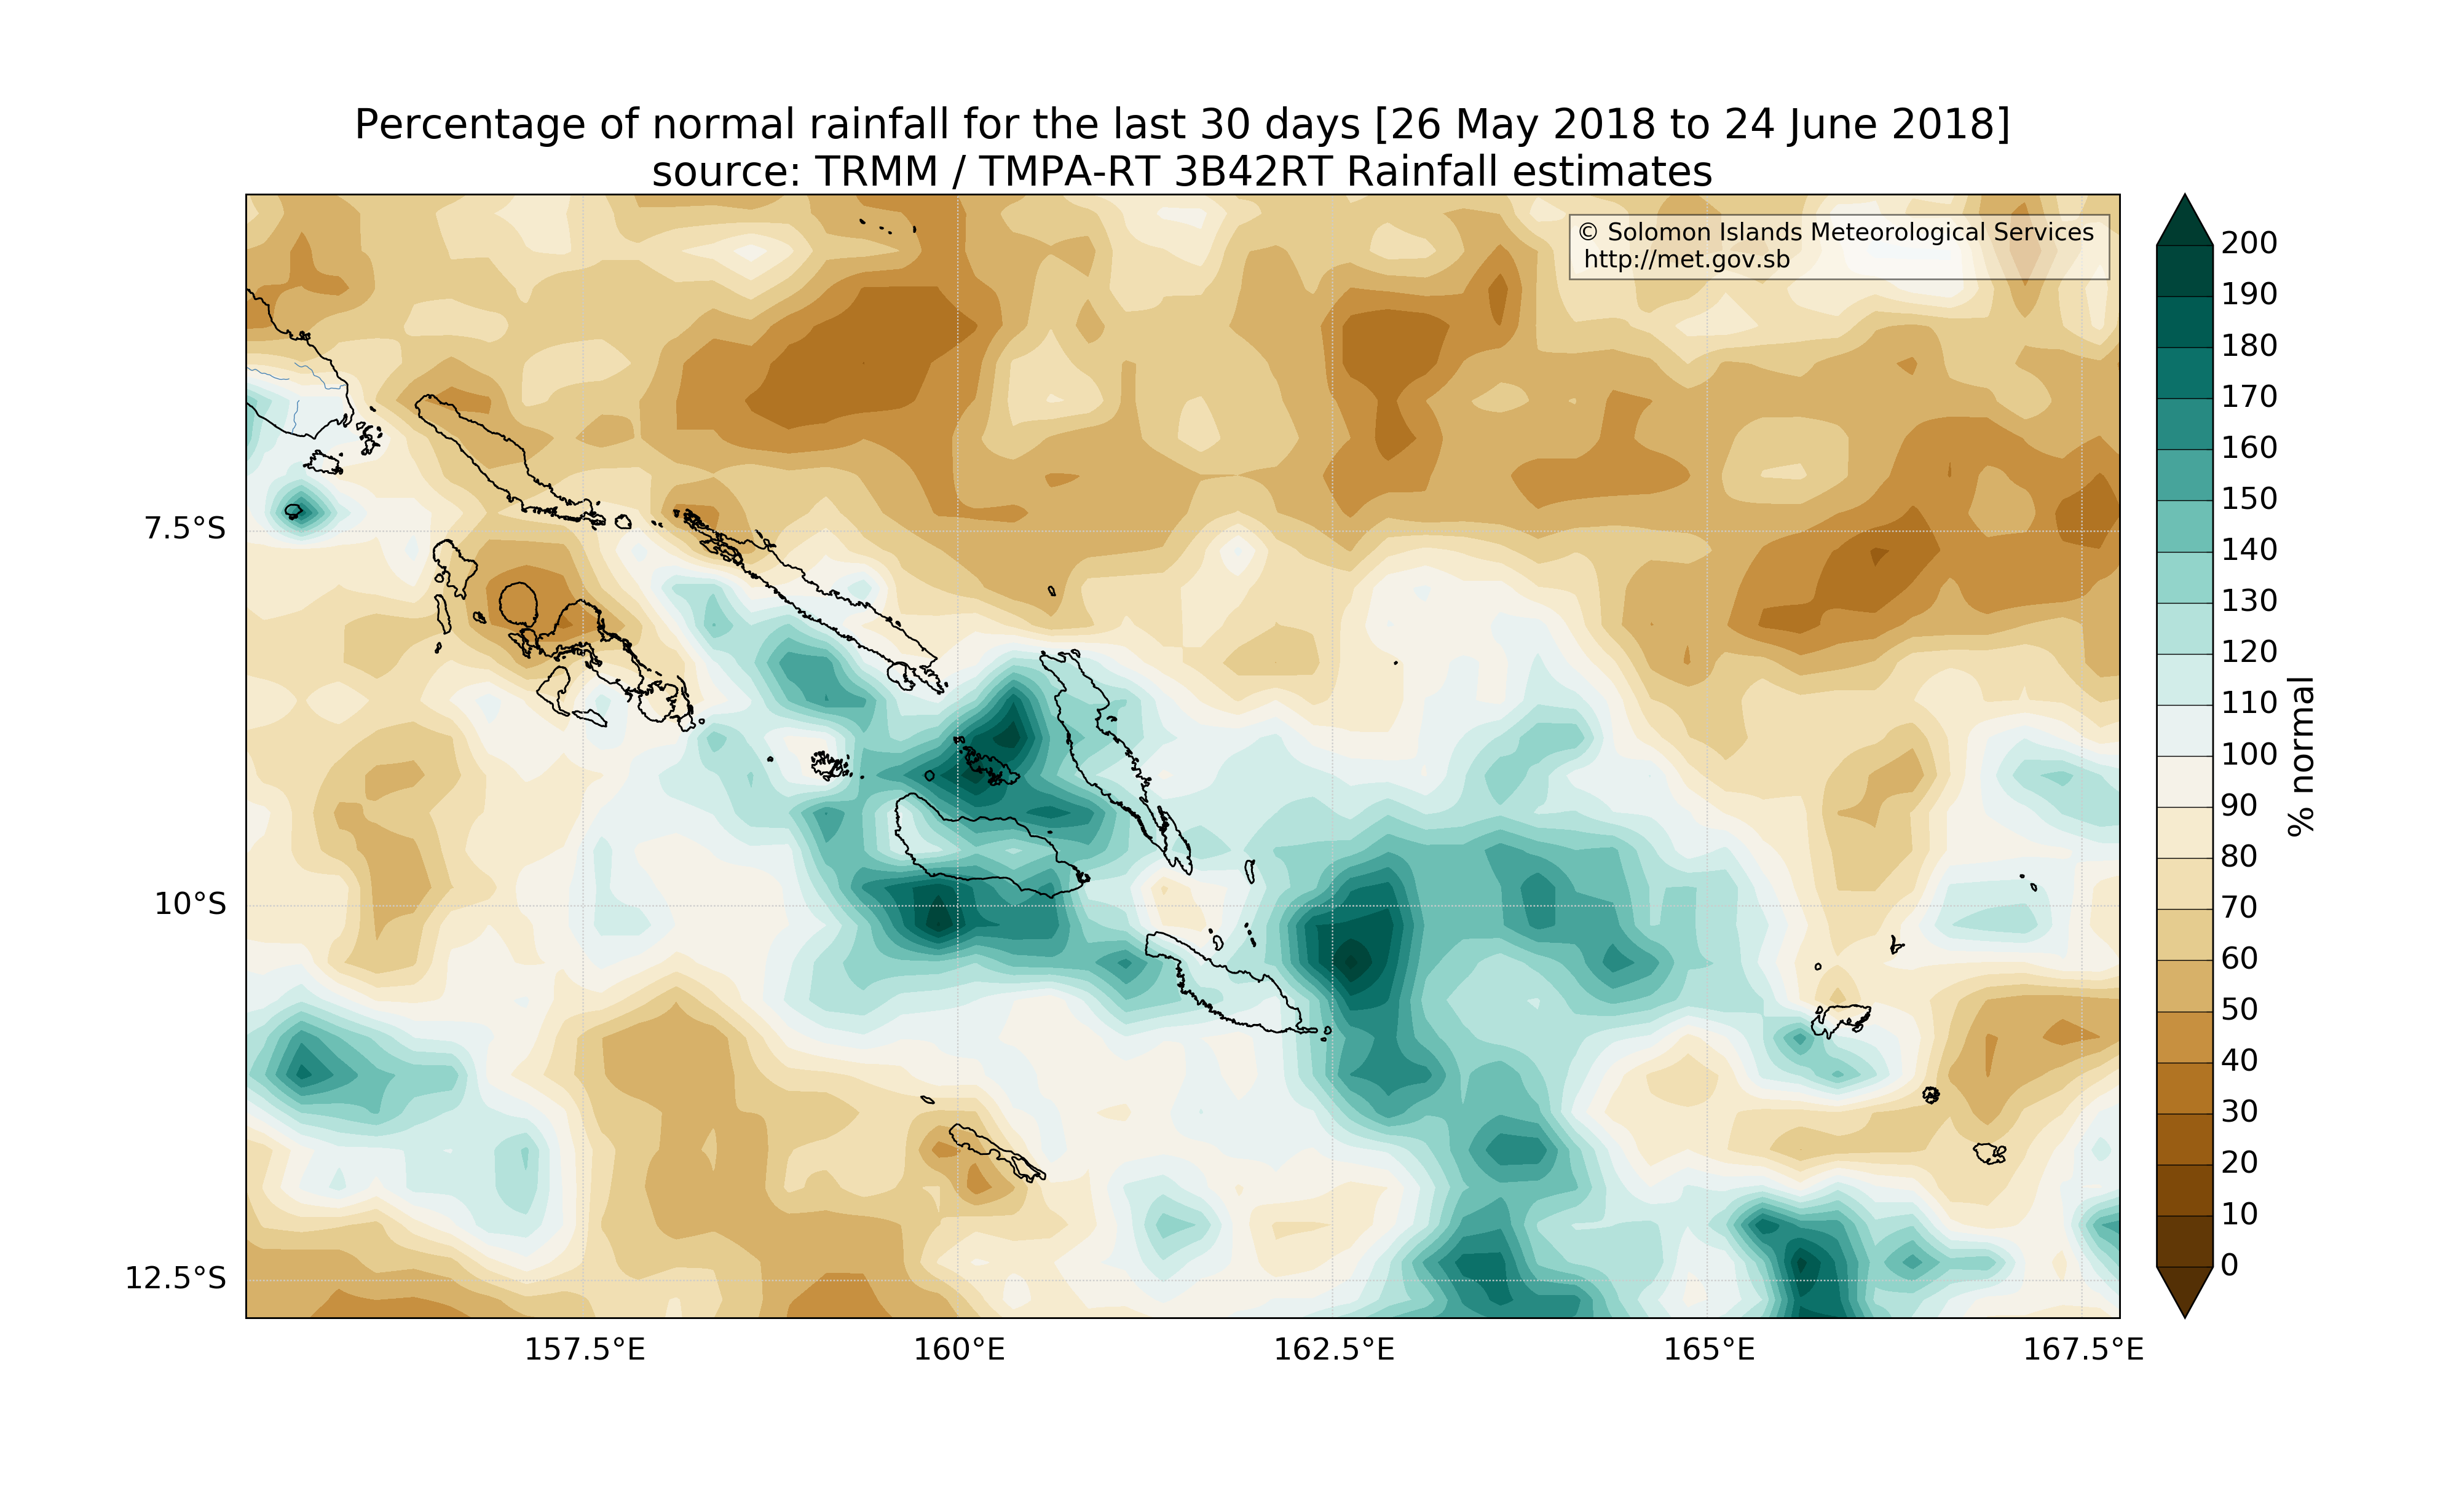 Percentage of normal rainfall for the last 30 days [26 May 2018 to 24 June 2018]
source: TRMM / TMPA-RT 3B42RT Rainfall estimates
© Solomon Islands Meteorological Services
http://met.gov.sb
7.5°S
10°S
12.5°S
157.5°E
160°E
162.5°E
165°E
167.5°E
200
190
180
170
160
150
140
130
120
110
100
90
80
70
60
50
40
30
20
10
0
% normal